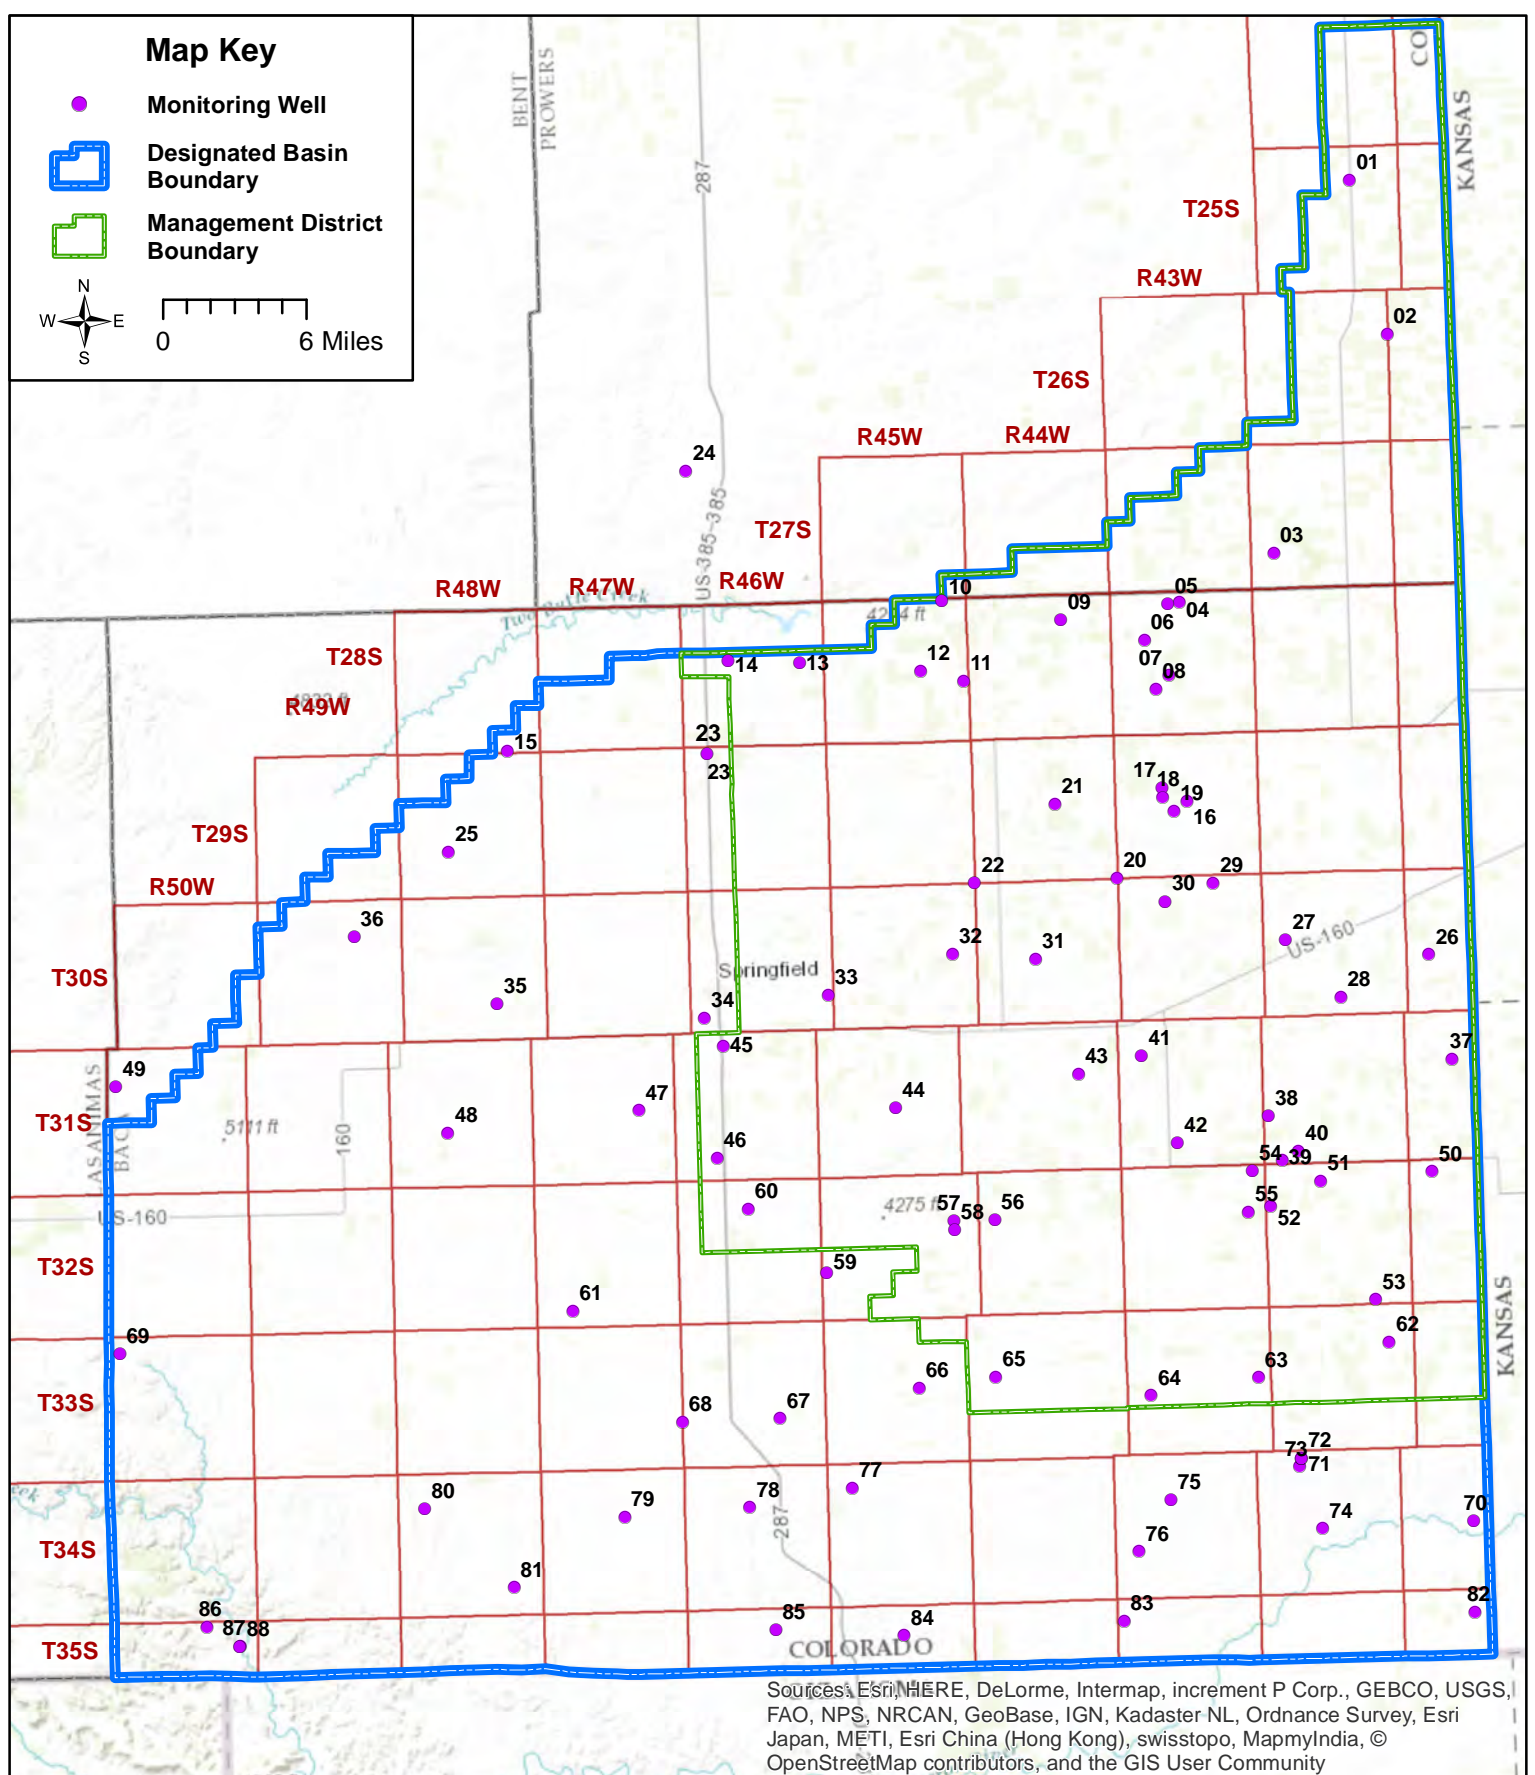 Map Key
Monitoring Well
Designated Basin
Boundary
Management District
Boundary
N
W E
S
0 6 Miles
BENT
PROWERS
287
CO
KANSAS
01
T25S
R43W
02
T26S
R45W
R44W
24
US-385-385
T27S
03
R48W
R47W
R46W
Two Butte Creek
10
05
04
09
06
T28S
14
13
12
11
07
08
R49W
15
23
23
17
18
19
16
21
T29S
25
22
20
29
30
R50W
36
32
31
27
US-160
26
T30S
Springfield
33
28
35
34
45
41
37
49
43
47
44
38
T31S
48
5111 ft
160
46
42
40
54
39
51
50
BACA
60
4275 ft
57
58
56
55
52
US-160
T32S
59
53
61
62
69
65
63
66
64
T33S
68
67
72
73
71
77
80
79
78
75
74
70
287
76
T34S
81
86
87
88
85
84
83
82
T35S
COLORADO
KANSAS
Sources: Esri, HERE, DeLorme, Intermap, increment P Corp., GEBCO, USGS,
FAO, NPS, NRCAN, GeoBase, IGN, Kadaster NL, Ordnance Survey, Esri
Japan, METI, Esri China (Hong Kong), swisstopo, MapmyIndia, ©
OpenStreetMap contributors, and the GIS User Community